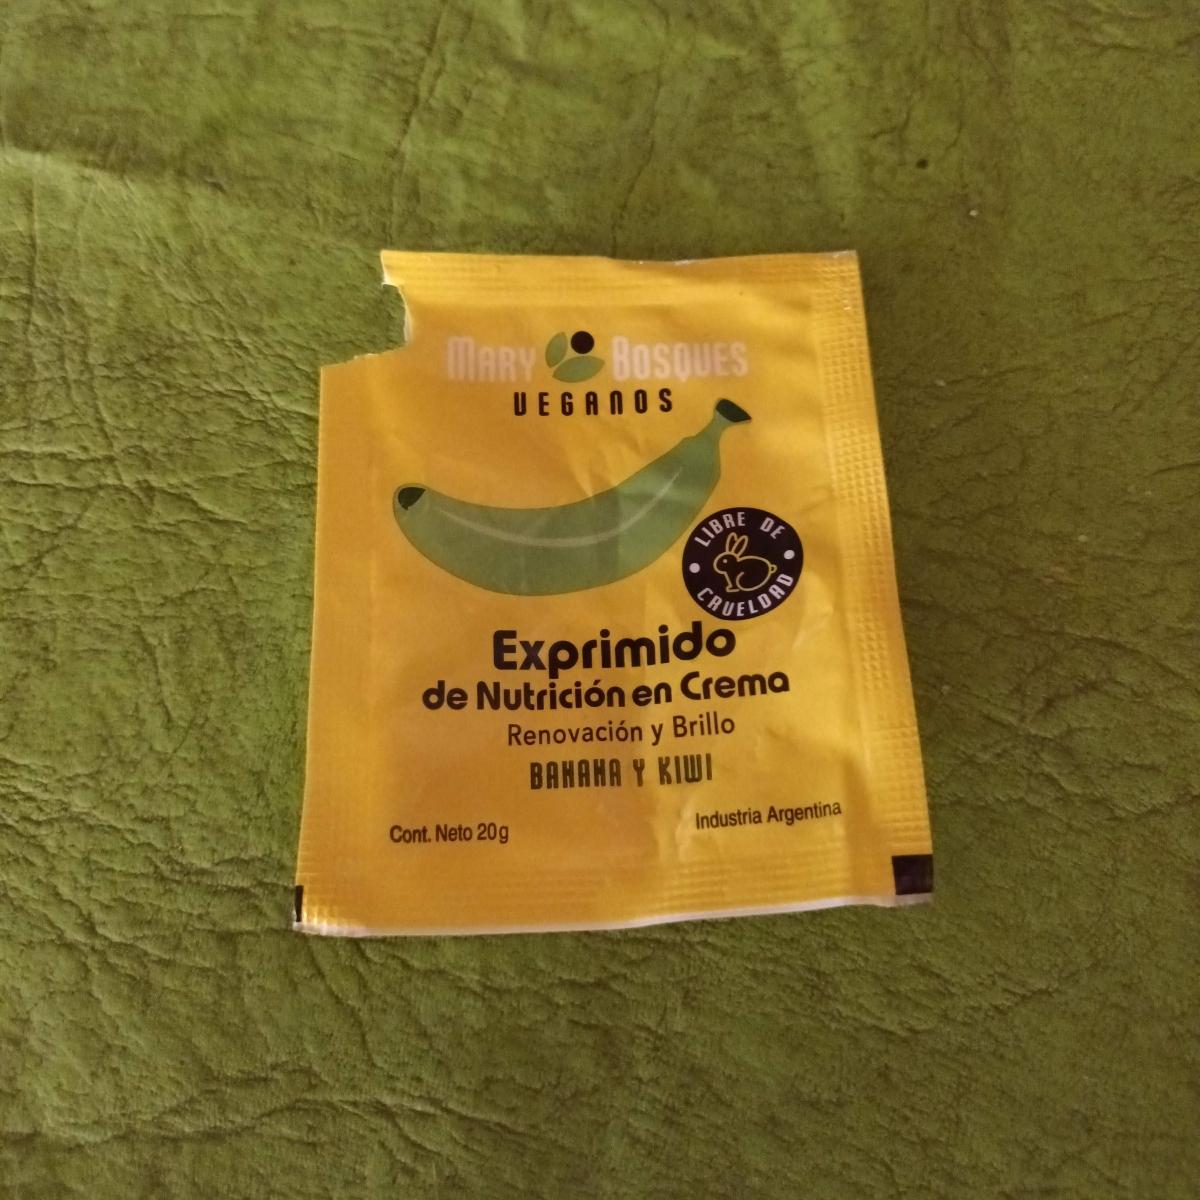 Mary Bosques
VEGANOS
LIBRE DE
CRUELDAD
Exprimido
de Nutrición en Crema
Renovación y Brillo
BANANA Y KIWI
Cont. Neto 20g
Industria Argentina